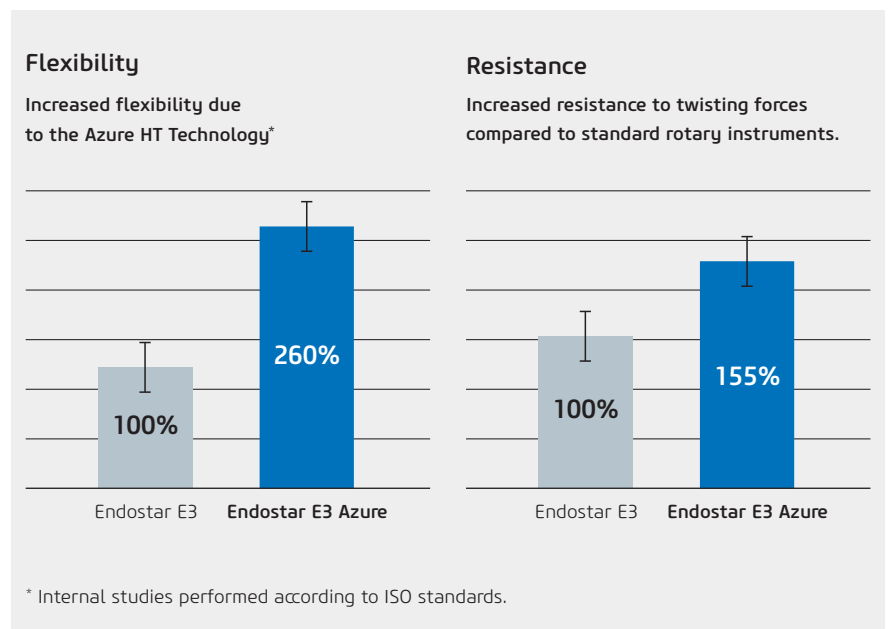 Flexibility
Increased flexibility due
to the Azure HT Technology*
260%
100%
Endostar E3
Endostar E3 Azure
Resistance
Increased resistance to twisting forces
compared to standard rotary instruments.
155%
100%
Endostar E3
Endostar E3 Azure
* Internal studies performed according to ISO standards.